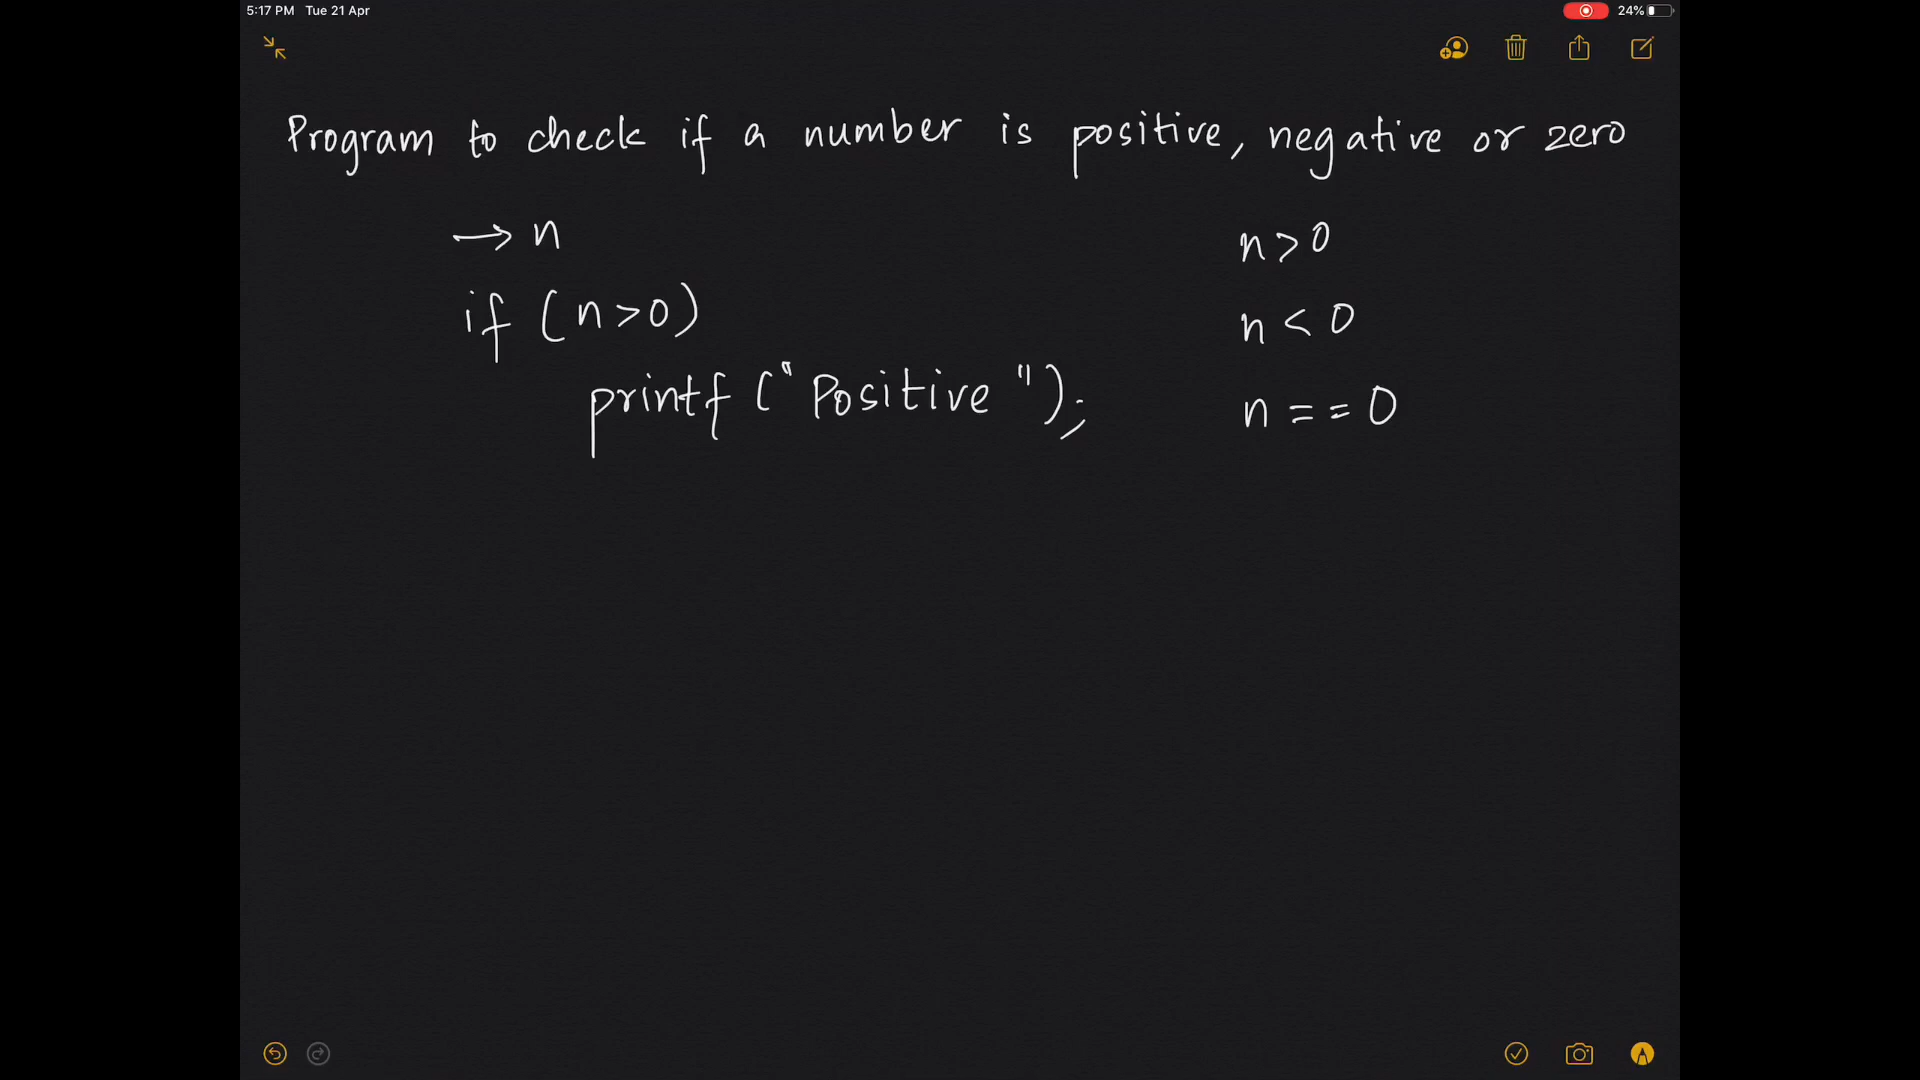 5:17 PM Tue 21 Apr
24%
Program to check if a number is positive, negative or zero
→ n
if (n>0)
printf ("Positive");
n>0
n < 0
n = = 0